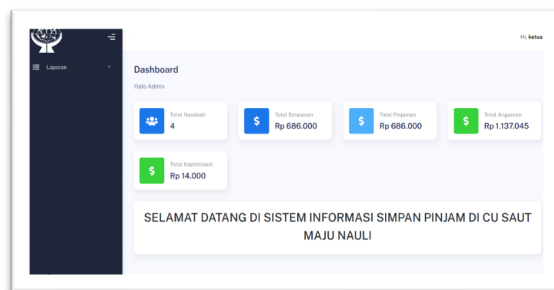 Hi, ketua
Laporan
Dashboard
Halo Admin
Total Nasabah
4
Total Simpanan
Rp 686.000
Total Pinjaman
Rp 686.000
Total Angsuran
Rp 1.137.045
Total Kapitalisasi
Rp 14.000
SELAMAT DATANG DI SISTEM INFORMASI SIMPAN PINJAM DI CU SAUT
MAJU NAULI